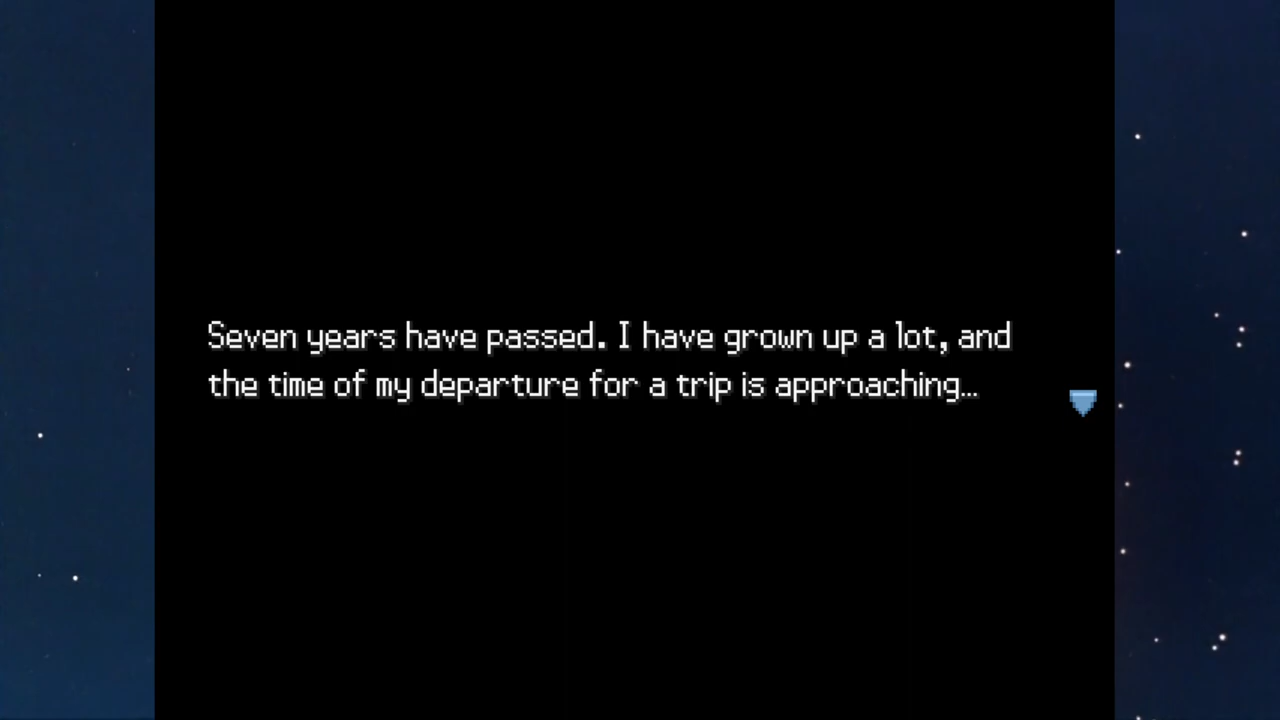 Seven years have passed. I have grown up a lot, and
the time of my departure for a trip is approaching…